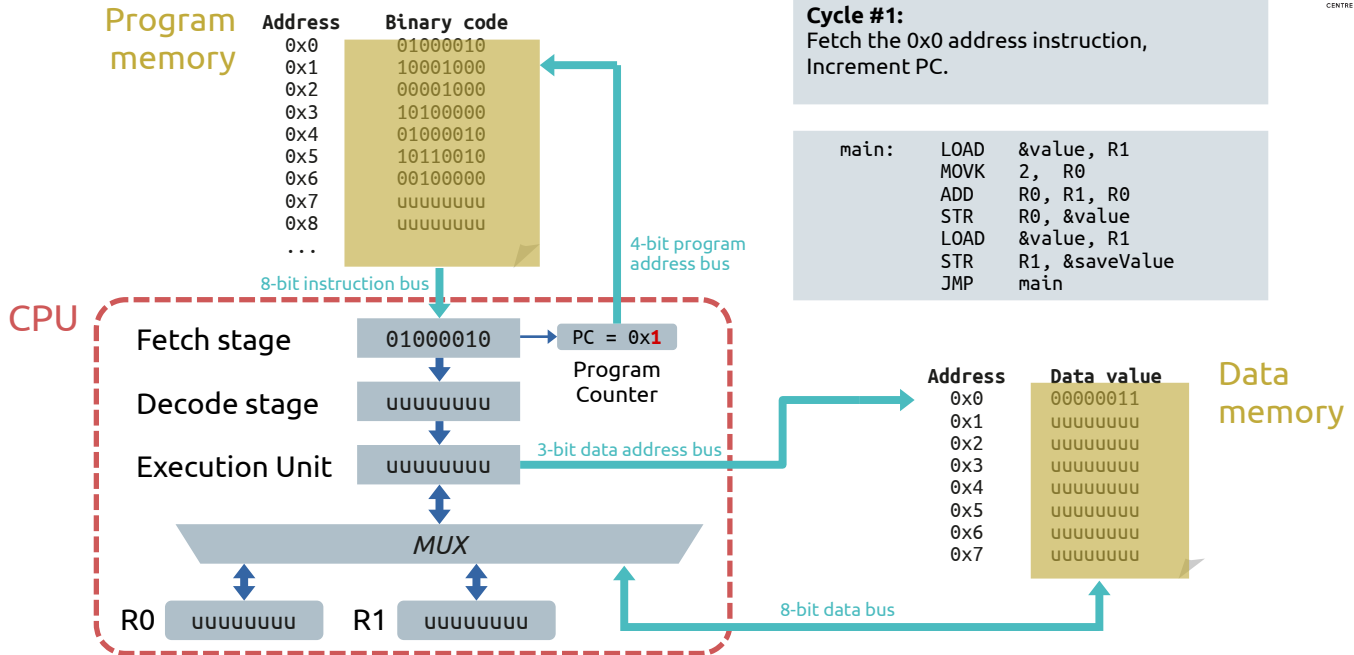 CENTRE
Program
memory
Address Binary code
0x0 01000010
0x1 10001000
0x2 00001000
0x3 10100000
0x4 01000010
0x5 10110010
0x6 00100000
0x7 uuuuuuuu
0x8 uuuuuuuu
...
Cycle #1:
Fetch the 0x0 address instruction,
Increment PC.
main: LOAD &value, R1
MOVK 2, R0
ADD R0, R1, R0
STR R0, &value
LOAD &value, R1
STR R1, &saveValue
JMP main
4-bit program
address bus
8-bit instruction bus
CPU
Fetch stage 01000010 PC = 0x1
Program
Counter
Decode stage uuuuuuuu
Execution Unit uuuuuuuu
3-bit data address bus
MUX
R0 uuuuuuuu R1 uuuuuuuu
8-bit data bus
Address Data value
0x0 00000011
0x1 uuuuuuuu
0x2 uuuuuuuu
0x3 uuuuuuuu
0x4 uuuuuuuu
0x5 uuuuuuuu
0x6 uuuuuuuu
0x7 uuuuuuuu
Data
memory